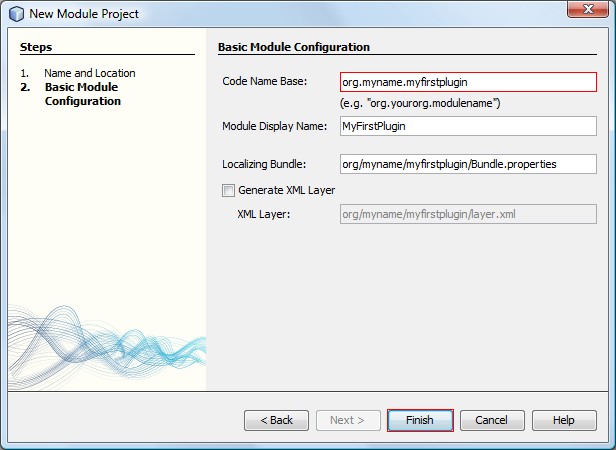 New Module Project
Steps
1. Name and Location
2. Basic Module
Configuration
Basic Module Configuration
Code Name Base: org.myname.myfirstplugin
(e.g. "org.yourorg.modulename")
Module Display Name: MyFirstPlugin
Localizing Bundle: org/myname/myfirstplugin/Bundle.properties
Generate XML Layer
XML Layer: org/myname/myfirstplugin/layer.xml
< Back Next > Finish Cancel Help